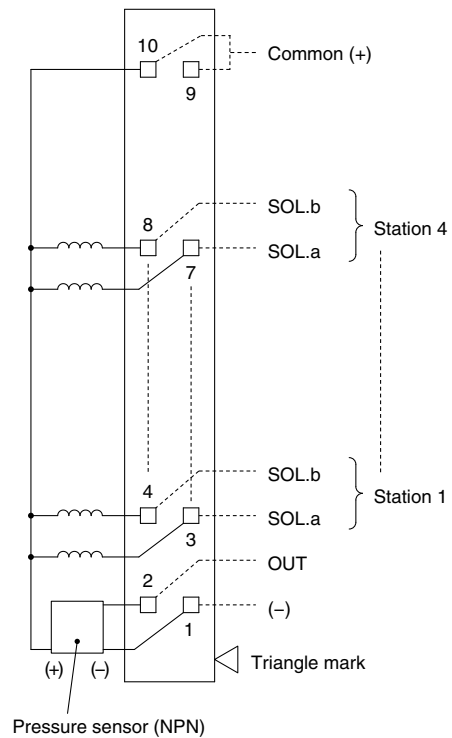 10
Common (+)
9
8
SOL.b
Station 4
SOL.a
7
4
SOL.b
Station 1
SOL.a
3
2
OUT
(−)
1
Triangle mark
(+) (−)
Pressure sensor (NPN)